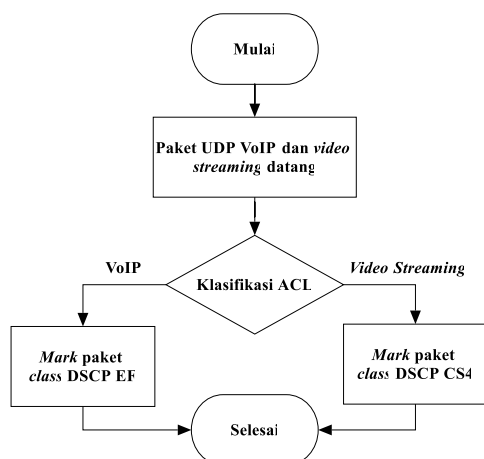 Mulai
Paket UDP VoIP dan video
streaming datang
VoIP
Video Streaming
Klasifikasi ACL
Mark paket
class DSCP EF
Mark paket
class DSCP CS4
Selesai